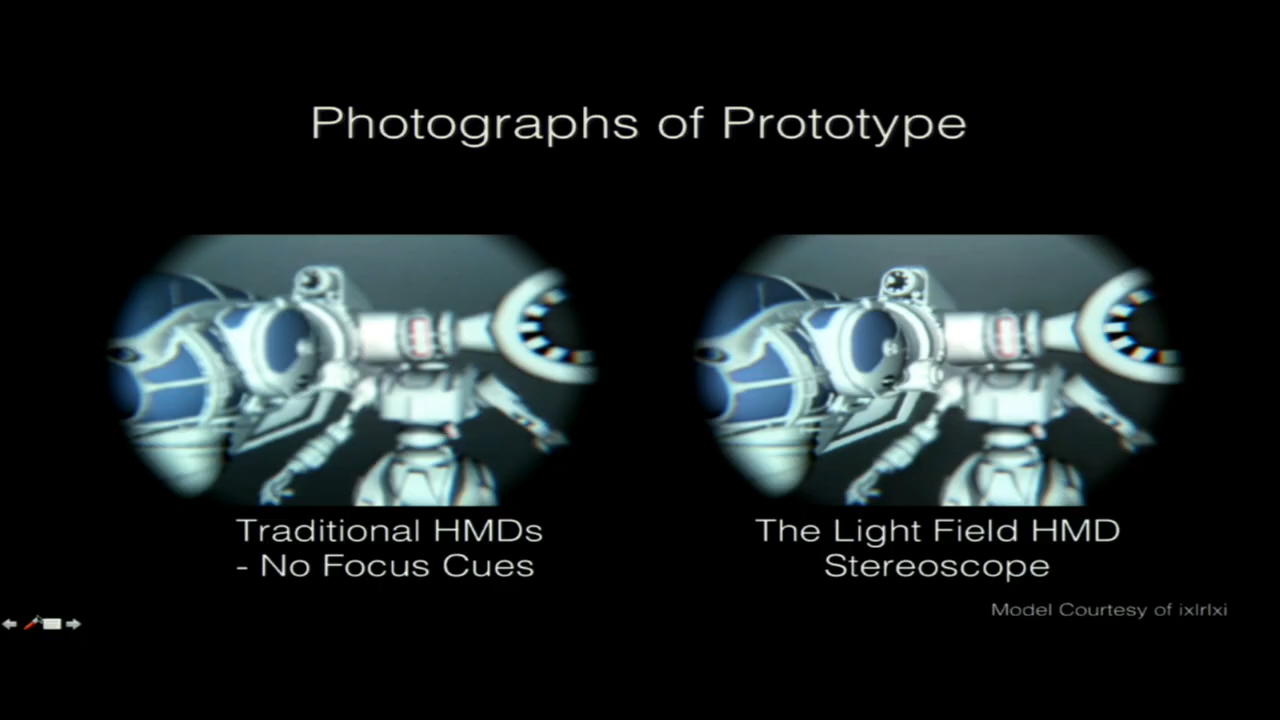 Photographs of Prototype
Traditional HMDs
- No Focus Cues
The Light Field HMD
Stereoscope
Model Courtesy of ixlrlxi